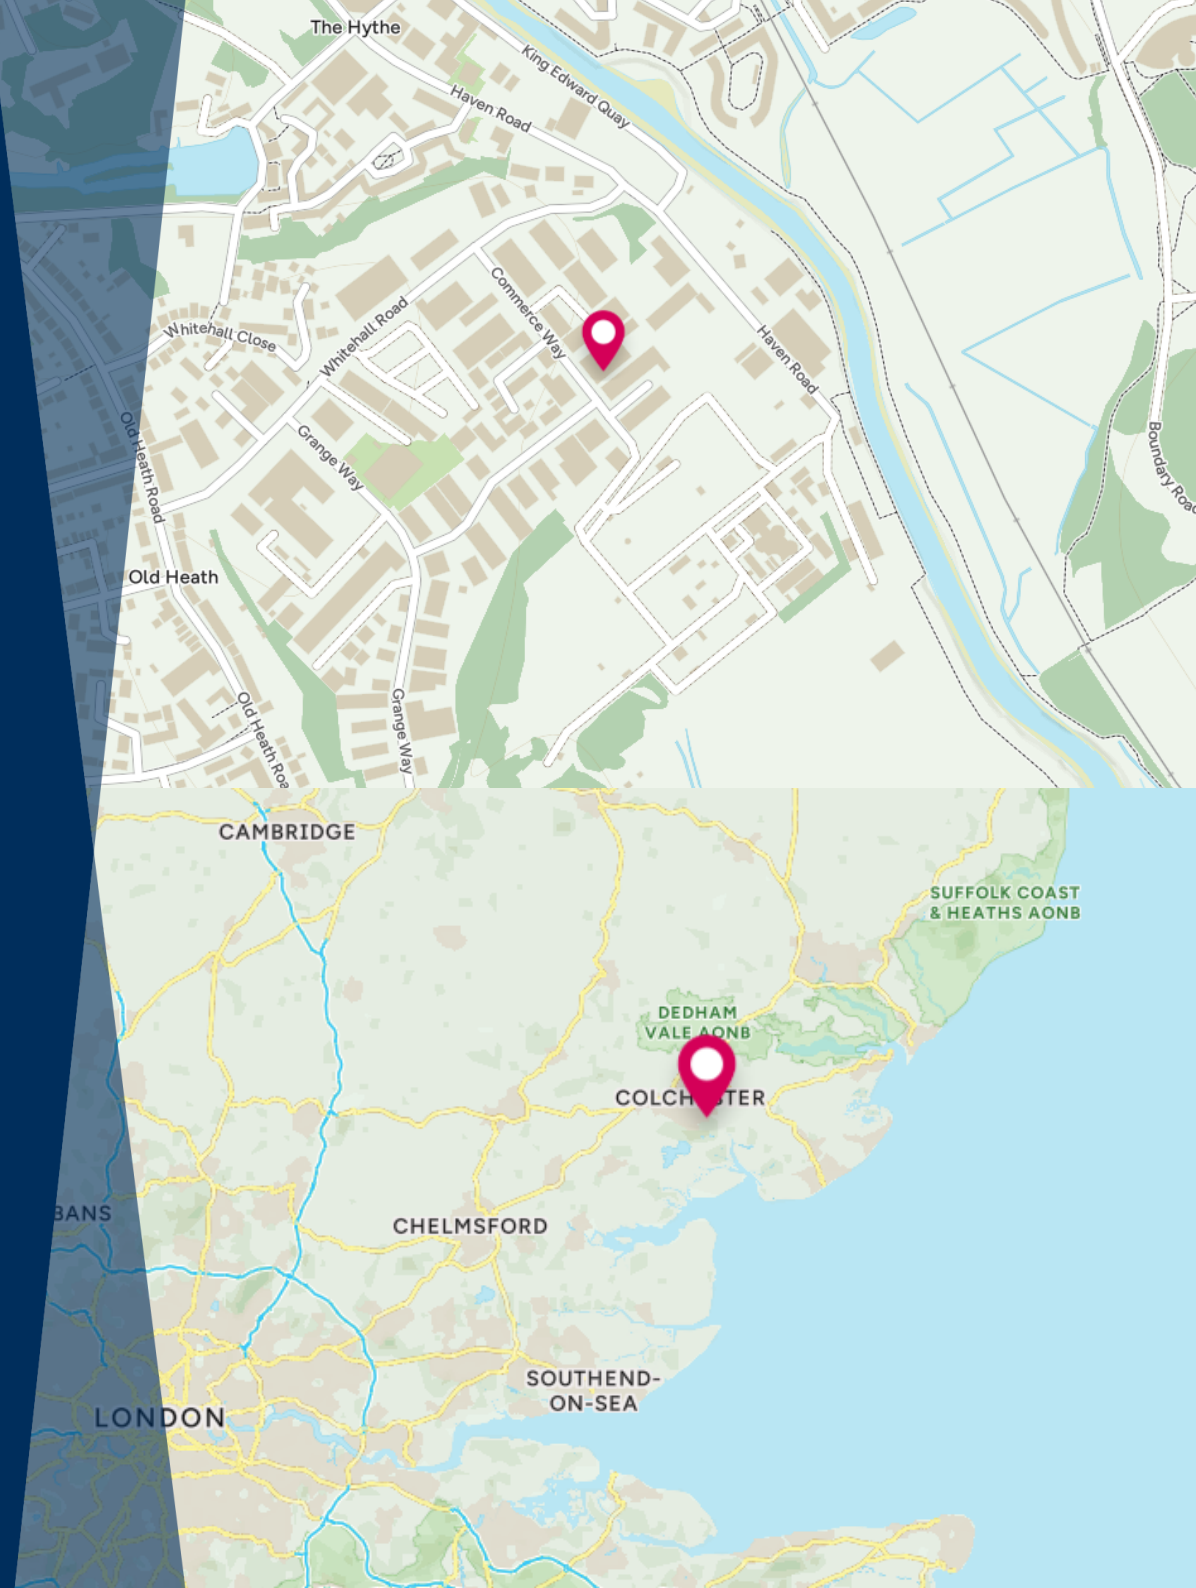 The Hythe
King Edward Quay
Haven Road
Commerce Way
Whitehall Close
Whitehall Road
Haven Road
Old Heath Road
Grange Way
Boundary Road
Old Heath
Grange Way
Old Heath Roa
CAMBRIDGE
SUFFOLK COAST
& HEATHS AONB
DEDHAM
VALE AONB
COLCHESTER
BANS
CHELMSFORD
SOUTHEND-
ON-SEA
LONDON